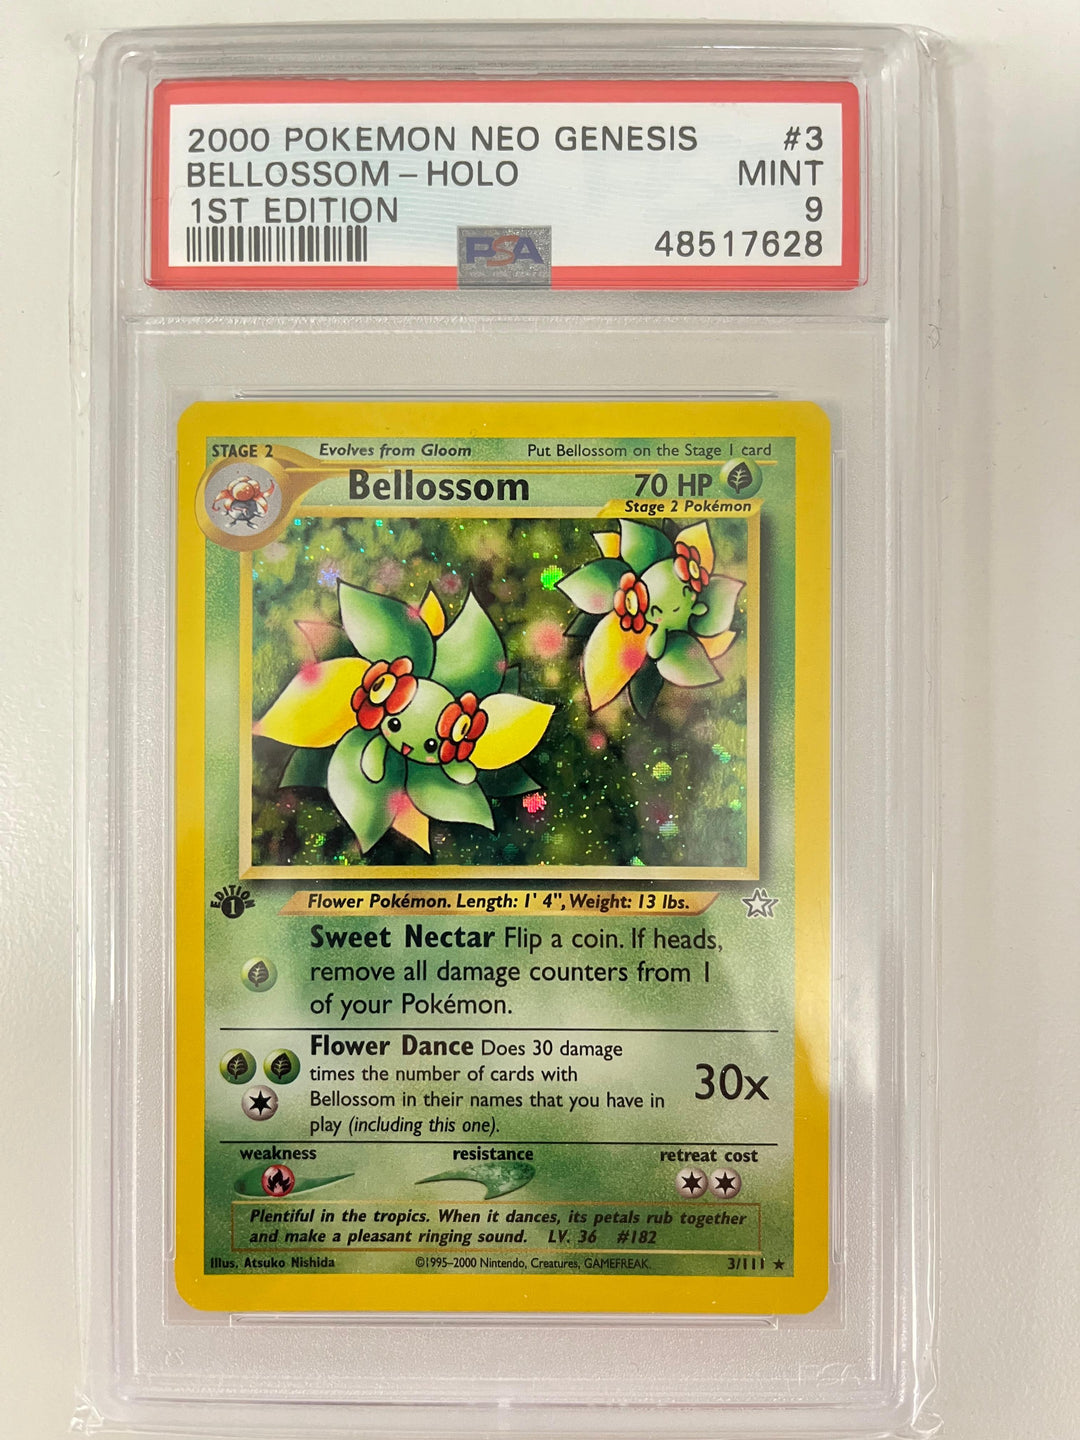 2000 POKEMON NEO GENESIS #3
BELLOSSOM - HOLO MINT
1ST EDITION 9
48517628
PSA
STAGE 2 Evolves from Gloom Put Bellossom on the Stage 1 card
Bellossom 70 HP
Stage 2 Pokémon
EDITION
1
Flower Pokémon. Length: 1' 4", Weight: 13 lbs.
Sweet Nectar Flip a coin. If heads,
remove all damage counters from 1
of your Pokémon.
Flower Dance Does 30 damage
times the number of cards with
Bellossom in their names that you have in
play (including this one).
30x
weakness resistance retreat cost
Plentiful in the tropics. When it dances, its petals rub together
and make a pleasant ringing sound. LV. 36 #182
Illus. Atsuko Nishida ©1995-2000 Nintendo, Creatures, GAMEFREAK. 3/111 ★